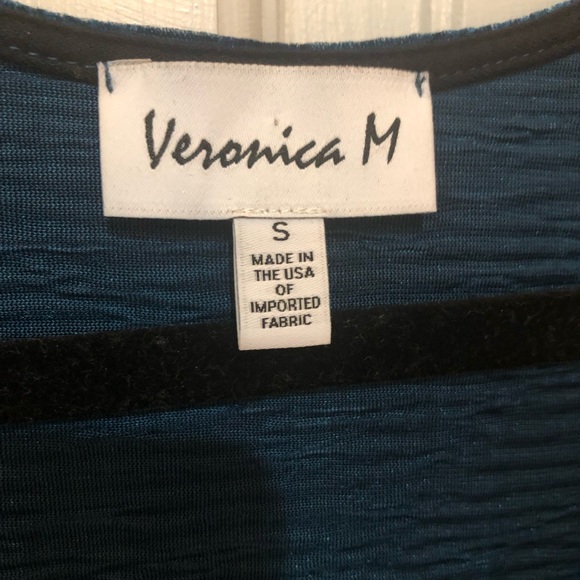 Veronica M
S
MADE IN
THE USA
OF
IMPORTED
FABRIC